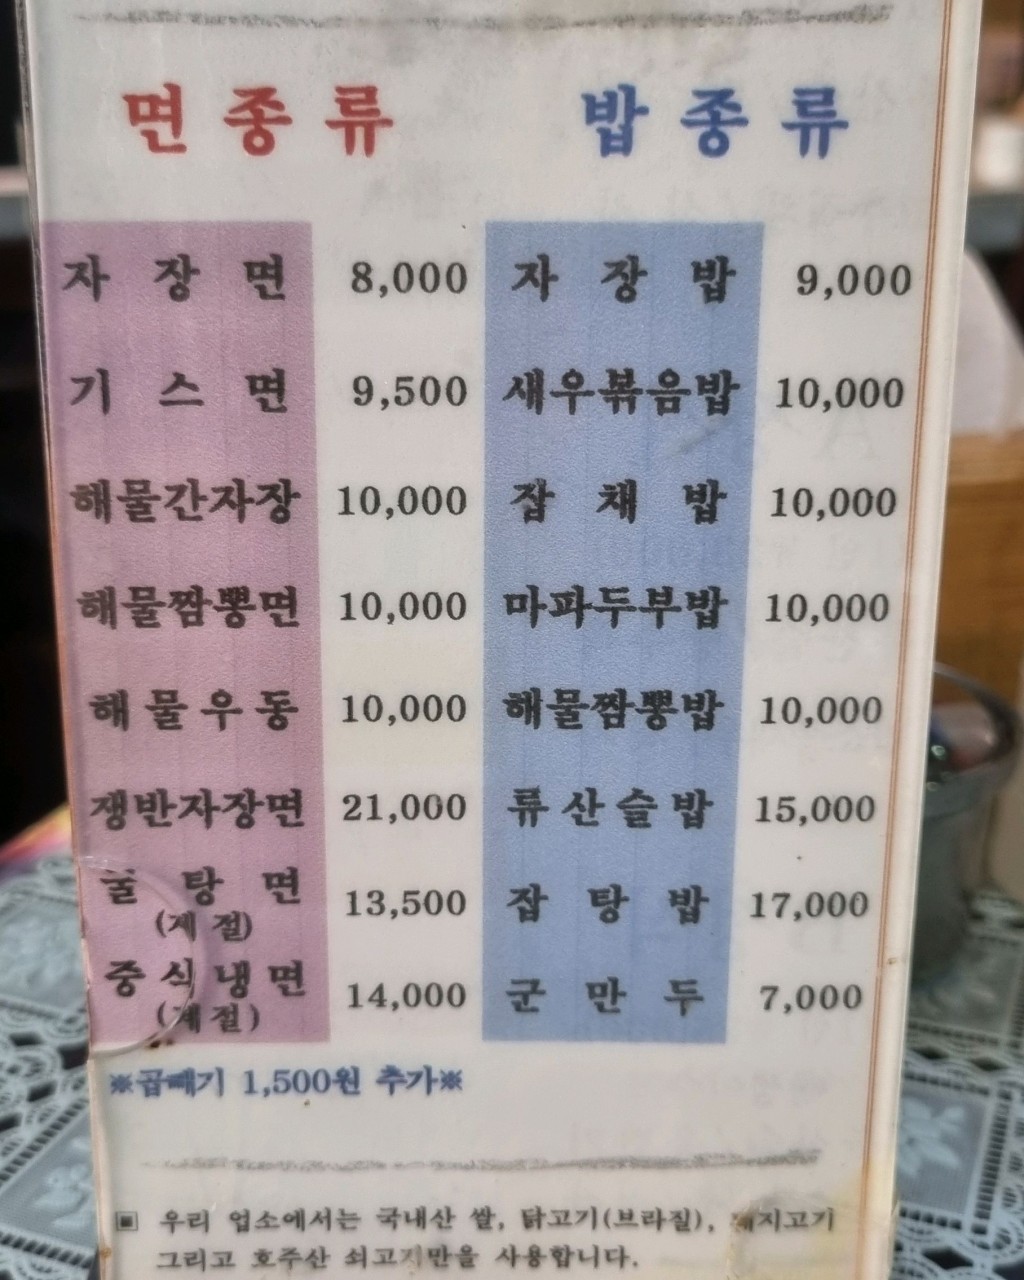 면종류
자장면 8,000
기스면 9,500
해물간자장 10,000
해물짬뽕면 10,000
해물우동 10,000
쟁반자장면 21,000
굴탕면 13,500
(계절)
중식냉면 14,000
(계절)
※곱빼기 1,500원 추가※
밥종류
자장밥 9,000
새우볶음밥 10,000
잡채밥 10,000
마파두부밥 10,000
해물짬뽕밥 10,000
류산슬밥 15,000
잡탕밥 17,000
군만두 7,000
▣ 우리 업소에서는 국내산 쌀, 닭고기(브라질), 돼지고기
그리고 호주산 쇠고기만을 사용합니다.